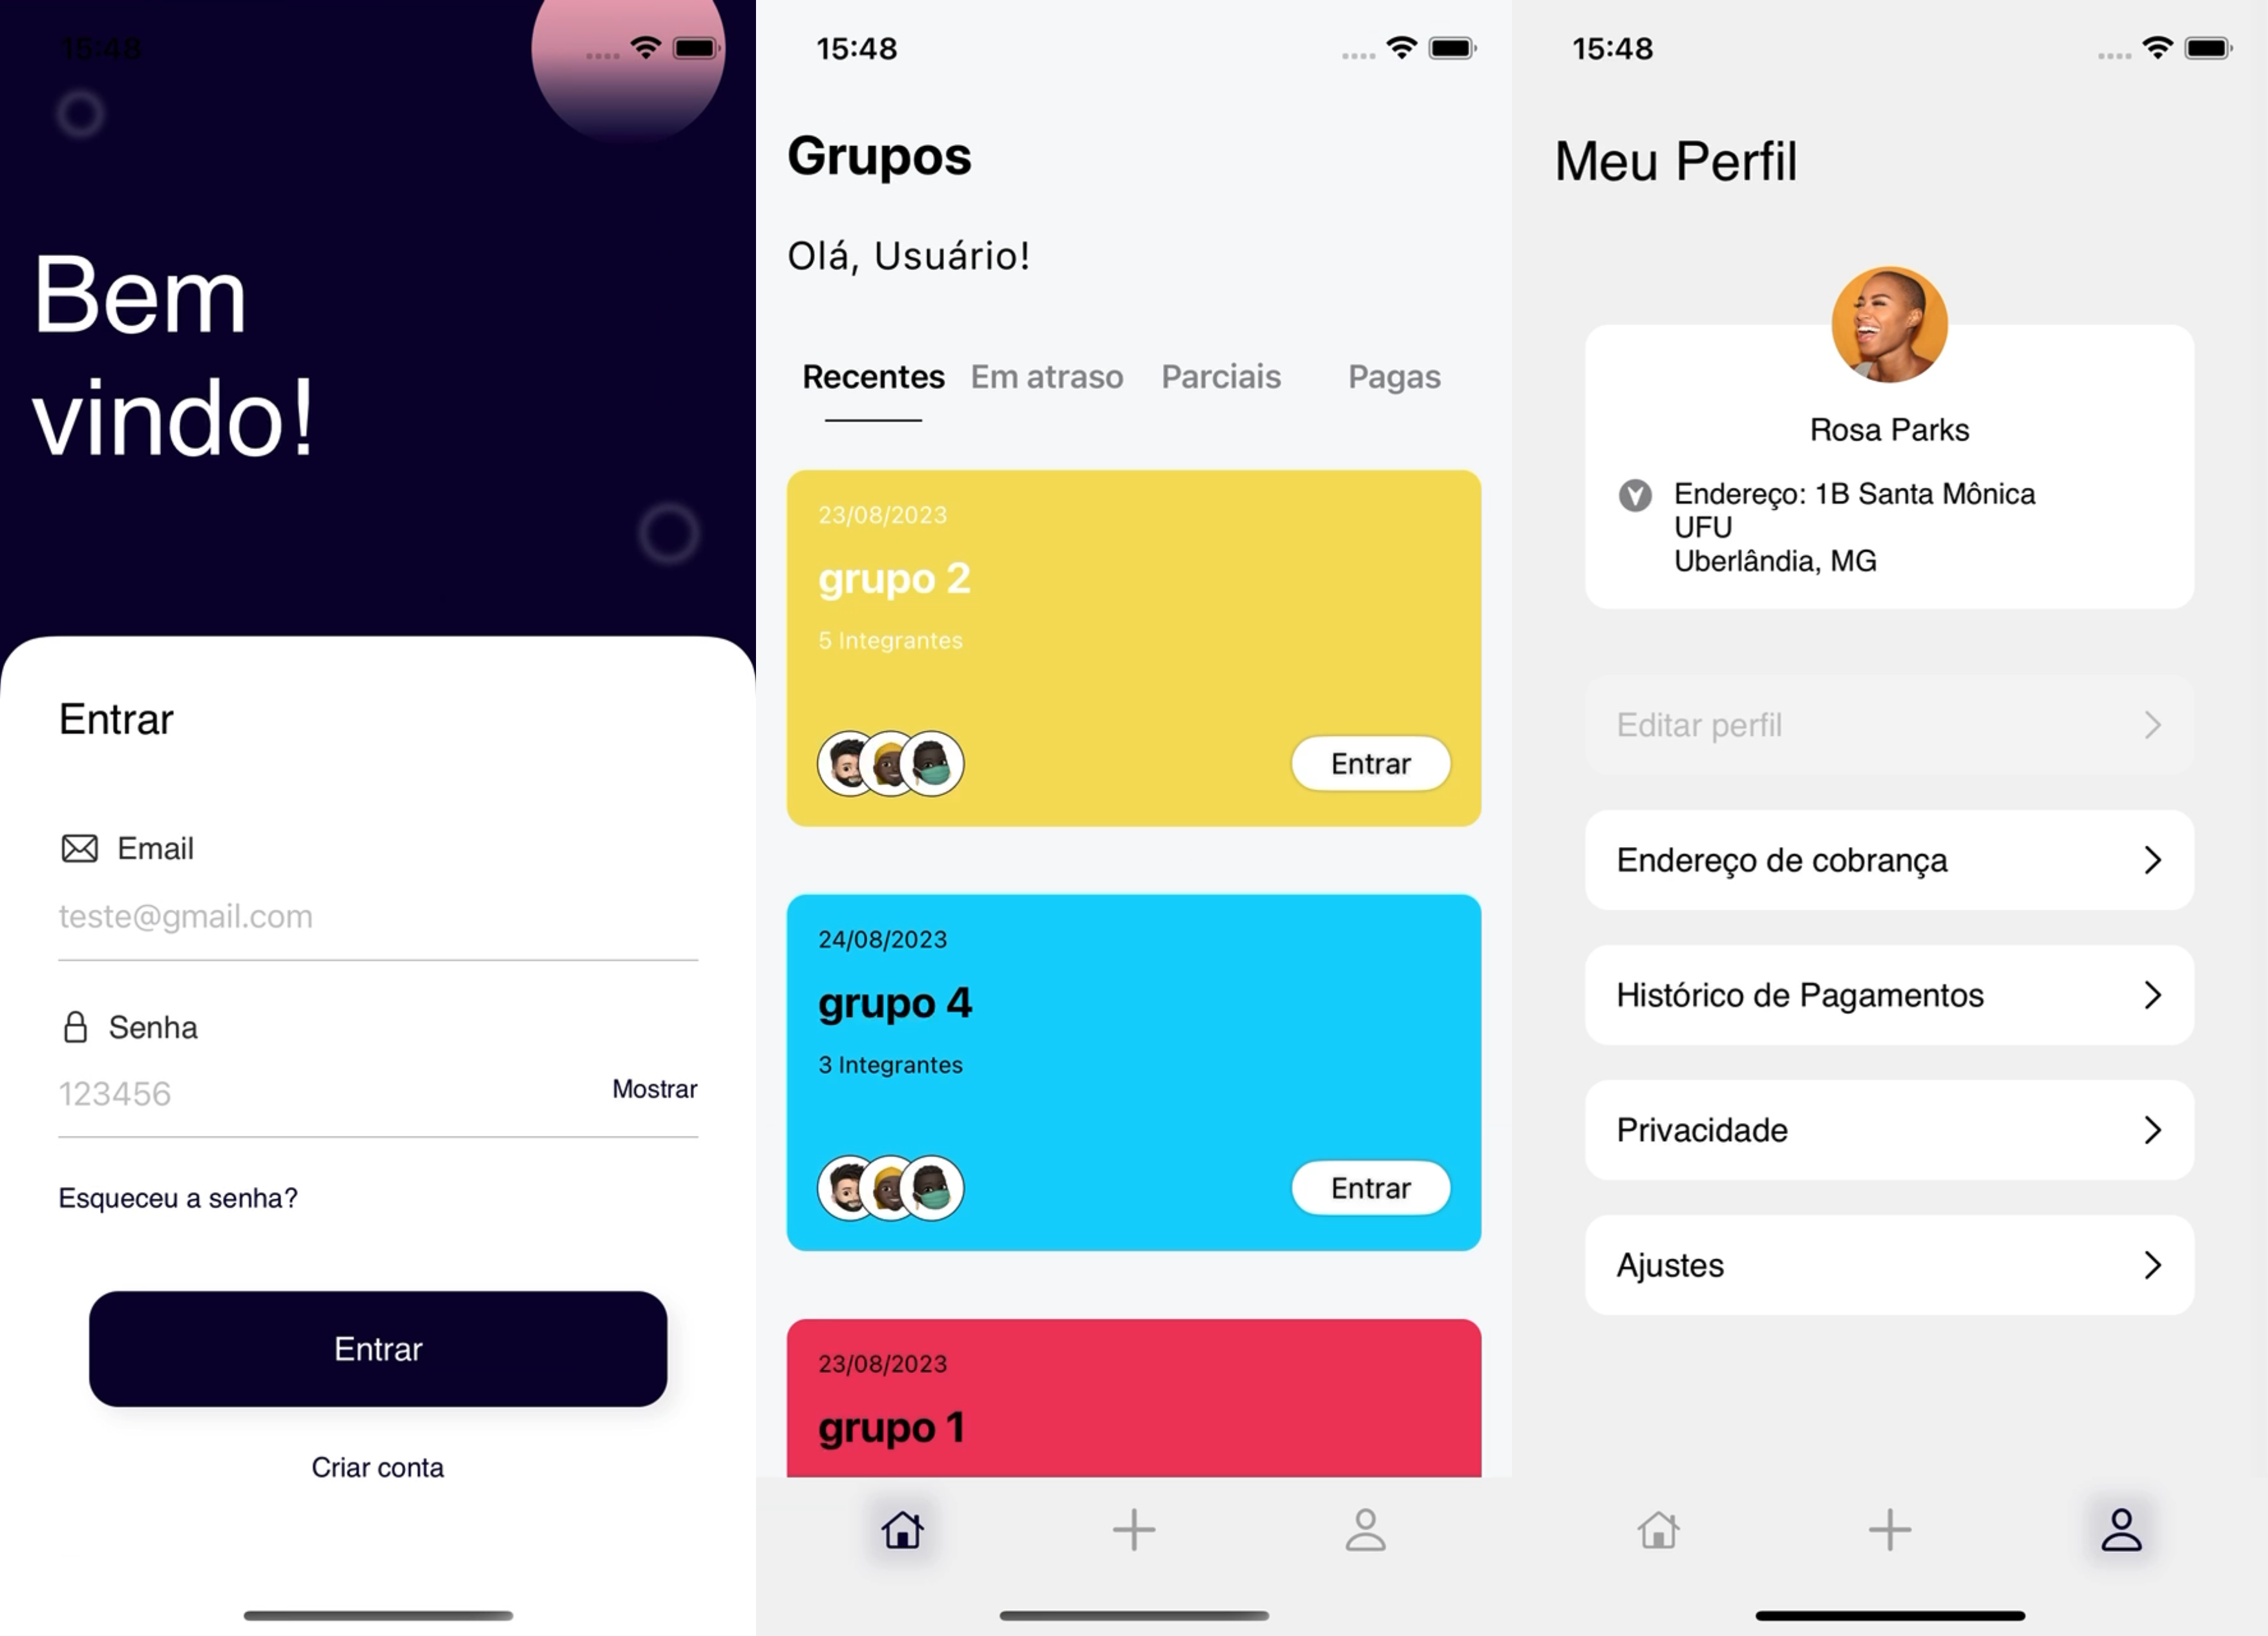 15:48
Bem
vindo!
Entrar
Email
teste@gmail.com
Senha
123456
Mostrar
Esqueceu a senha?
Entrar
Criar conta
15:48
Grupos
Olá, Usuário!
Recentes Em atraso Parciais Pagas
23/08/2023
grupo 2
5 Integrantes
Entrar
24/08/2023
grupo 4
3 Integrantes
Entrar
23/08/2023
grupo 1
15:48
Meu Perfil
Rosa Parks
Endereço: 1B Santa Mônica
UFU
Uberlândia, MG
Editar perfil
Endereço de cobrança
Histórico de Pagamentos
Privacidade
Ajustes